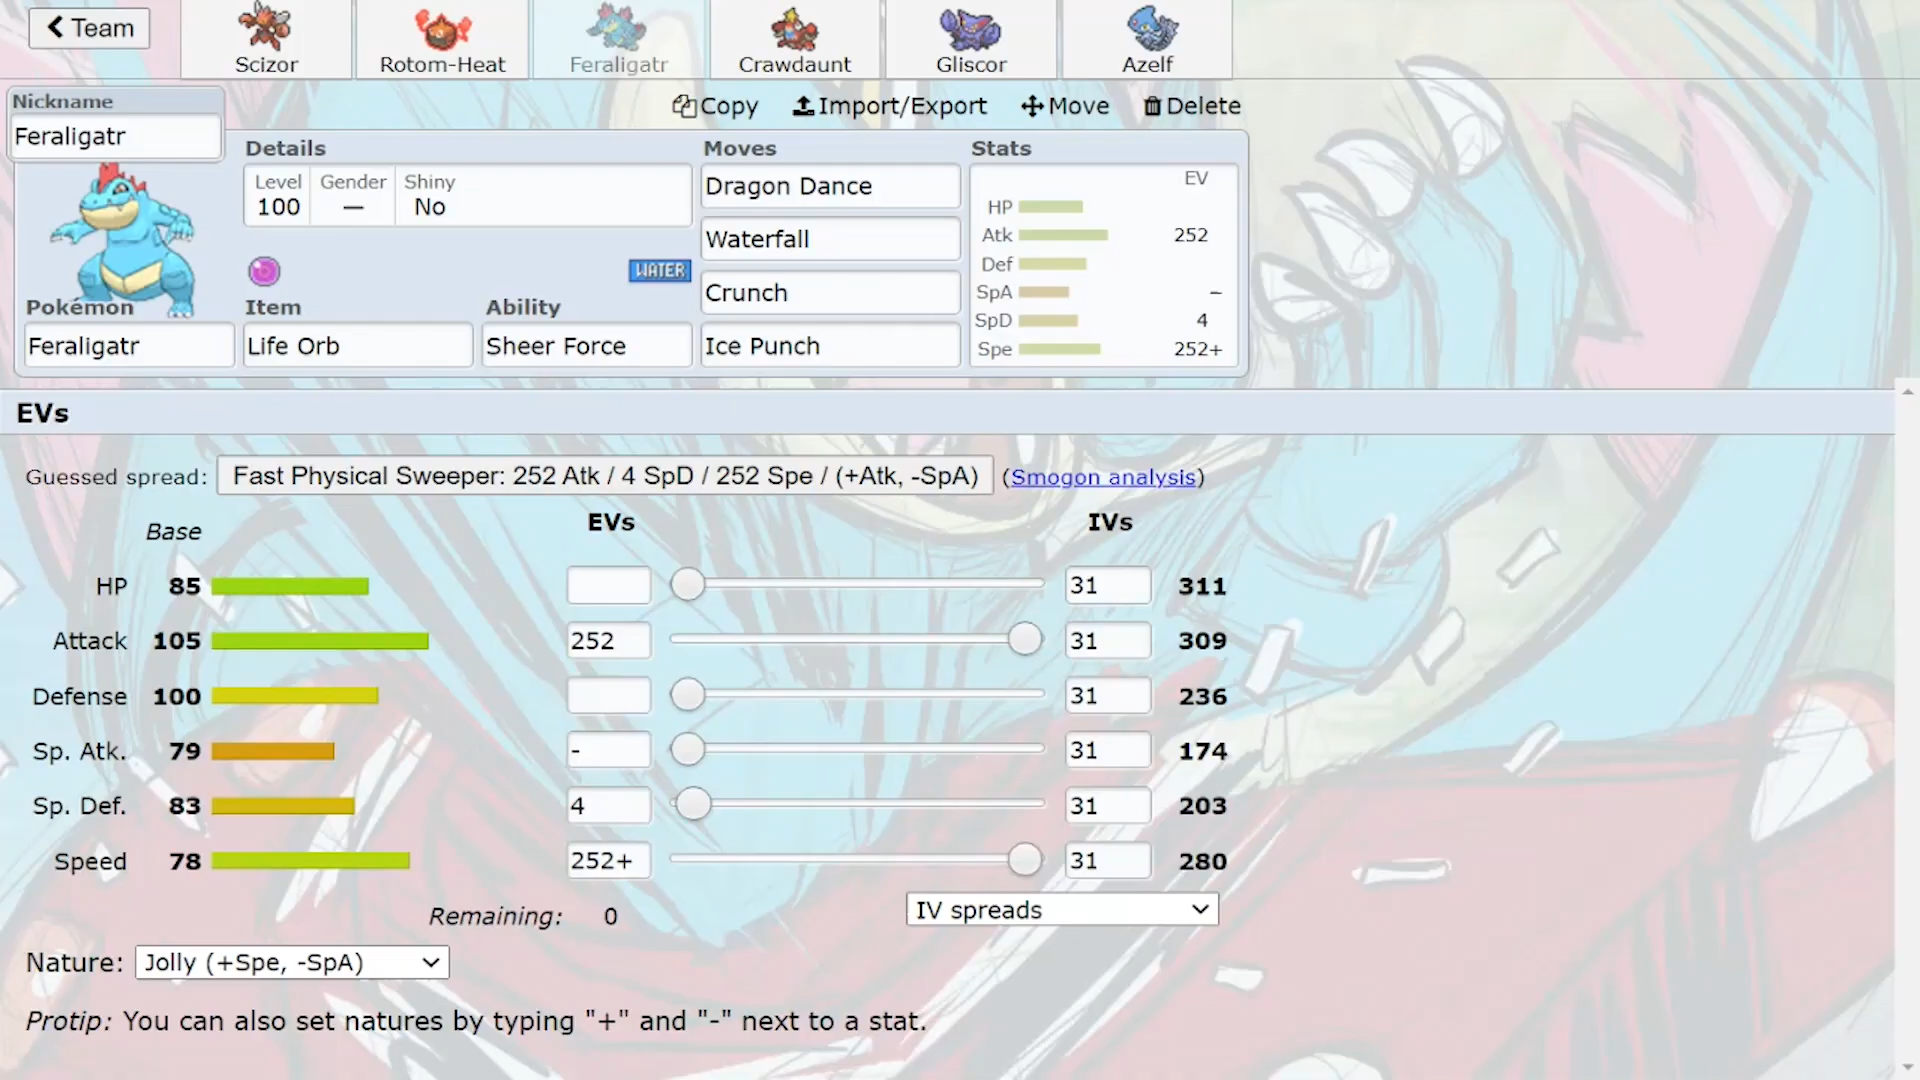 Team
Scizor
Rotom-Heat
Feraligatr
Crawdaunt
Gliscor
Azelf
Copy
Import/Export
Move
Delete
Nickname
Feraligatr
Details
Level
100
Gender
—
Shiny
No
WATER
Pokémon
Feraligatr
Item
Life Orb
Ability
Sheer Force
Moves
Dragon Dance
Waterfall
Crunch
Ice Punch
Stats
EV
HP
Atk 252
Def
SpA –
SpD 4
Spe 252+
EVs
Guessed spread: Fast Physical Sweeper: 252 Atk / 4 SpD / 252 Spe / (+Atk, -SpA) (Smogon analysis)
Base EVs IVs
HP 85 31 311
Attack 105 252 31 309
Defense 100 31 236
Sp. Atk. 79 - 31 174
Sp. Def. 83 4 31 203
Speed 78 252+ 31 280
Remaining: 0
IV spreads
Nature: Jolly (+Spe, -SpA)
Protip: You can also set natures by typing "+" and "-" next to a stat.